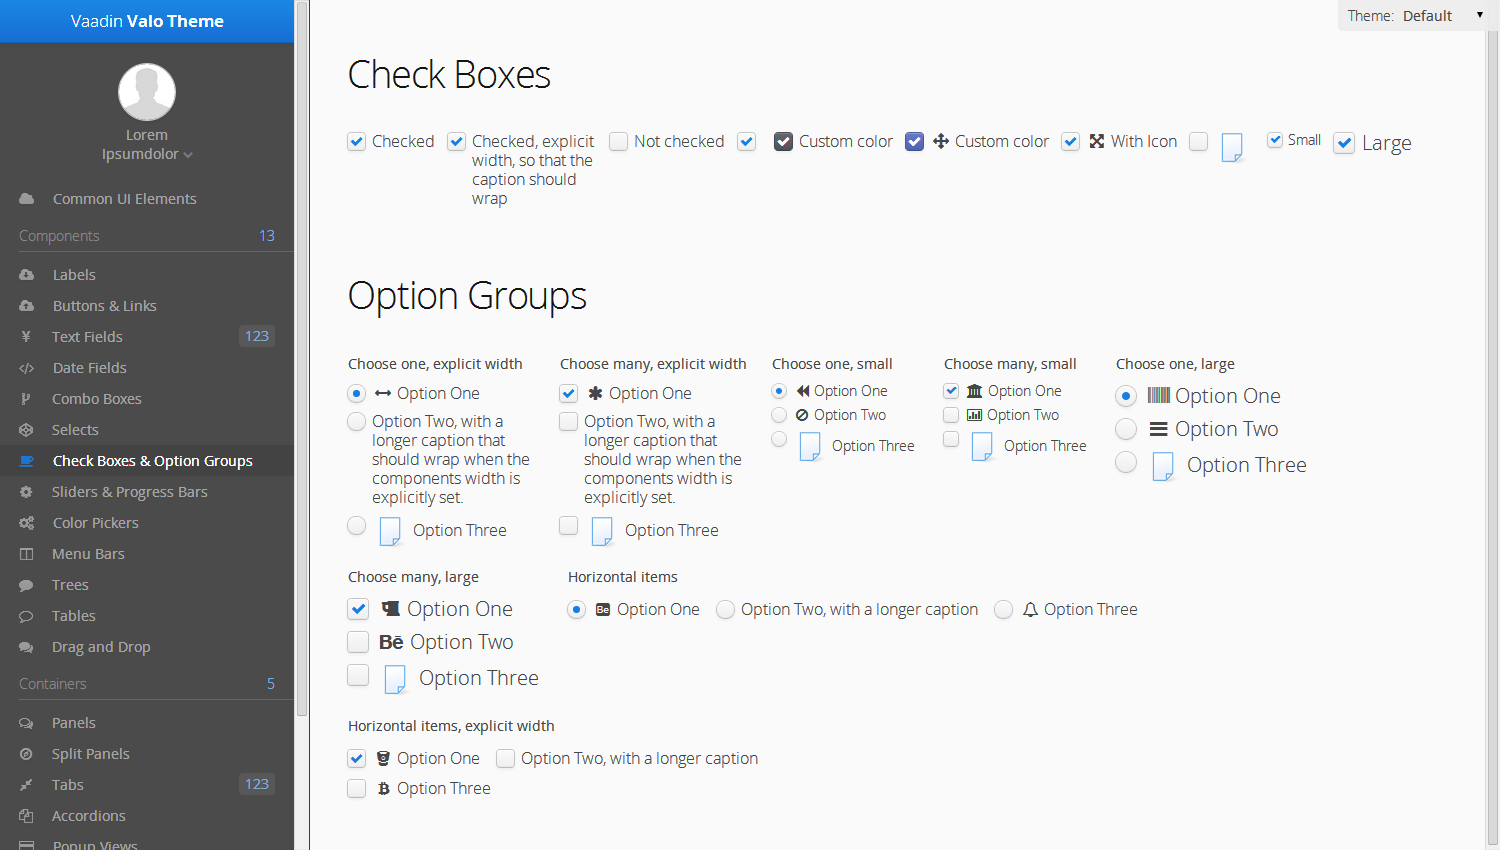 Vaadin Valo Theme
Lorem
Ipsumdolor
Common UI Elements
Components 13
Labels
Buttons & Links
Text Fields 123
Date Fields
Combo Boxes
Selects
Check Boxes & Option Groups
Sliders & Progress Bars
Color Pickers
Menu Bars
Trees
Tables
Drag and Drop
Containers 5
Panels
Split Panels
Tabs 123
Accordions
Popup Views
Theme: Default
Check Boxes
Checked
Checked, explicit
width, so that the
caption should
wrap
Not checked
Custom color
Custom color
With Icon
Small
Large
Option Groups
Choose one, explicit width
Option One
Option Two, with a
longer caption that
should wrap when the
components width is
explicitly set.
Option Three
Choose many, explicit width
Option One
Option Two, with a
longer caption that
should wrap when the
components width is
explicitly set.
Option Three
Choose one, small
Option One
Option Two
Option Three
Choose many, small
Option One
Option Two
Option Three
Choose one, large
Option One
Option Two
Option Three
Choose many, large
Option One
Bē Option Two
Option Three
Horizontal items
Bē Option One
Option Two, with a longer caption
Option Three
Horizontal items, explicit width
Option One
Option Two, with a longer caption
Option Three